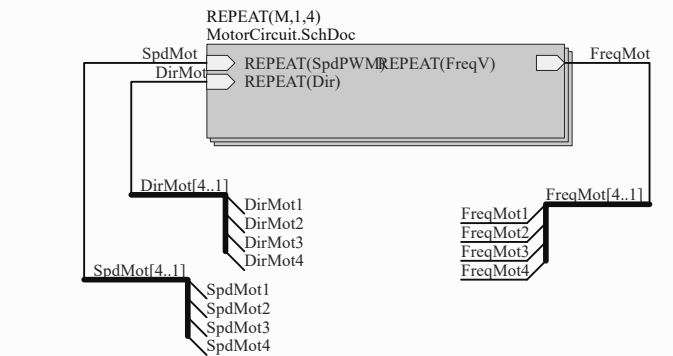 REPEAT(M,1,4)
MotorCircuit.SchDoc
SpdMot
REPEAT(SpdPWM)
REPEAT(FreqV)
FreqMot
DirMot
REPEAT(Dir)
DirMot[4..1]
DirMot1
DirMot2
DirMot3
DirMot4
FreqMot[4..1]
FreqMot1
FreqMot2
FreqMot3
FreqMot4
SpdMot[4..1]
SpdMot1
SpdMot2
SpdMot3
SpdMot4